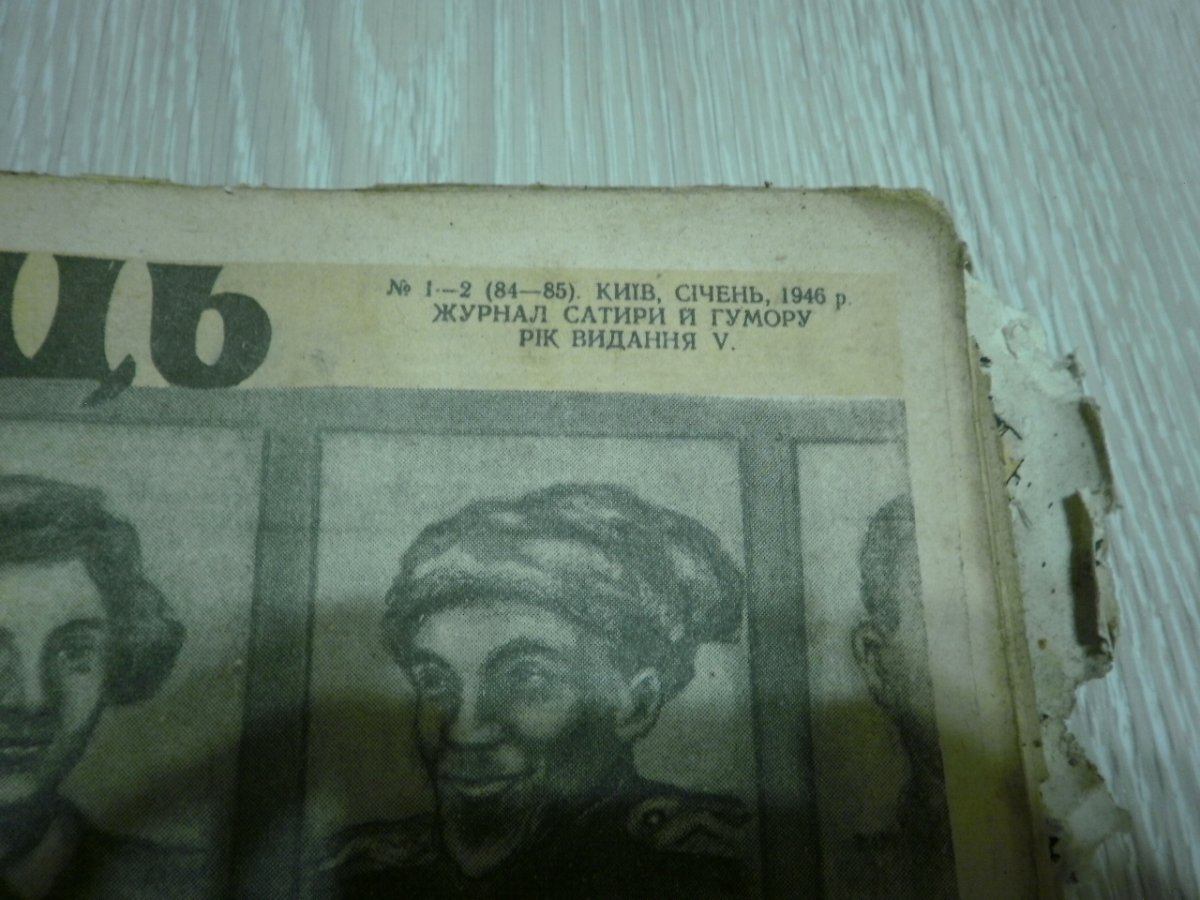 ЦЬ
№ 1—2 (84—85). КИЇВ, СІЧЕНЬ, 1946 р.
ЖУРНАЛ САТИРИ Й ГУМОРУ
РІК ВИДАННЯ V.